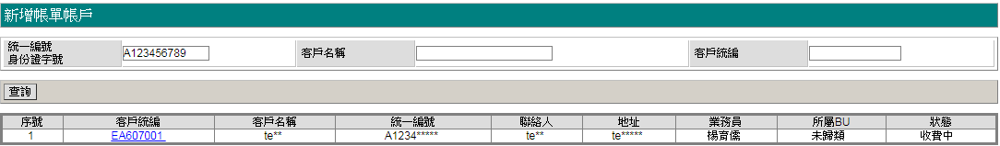 新增帳單帳戶
統一編號
身份證字號
A123456789
客戶名稱
客戶統編
查詢
序號 客戶統編 客戶名稱 統一編號 聯絡人 地址 業務員 所屬BU 狀態
1 EA607001 te** A1234***** te** te***** 楊育儒 未歸類 收費中